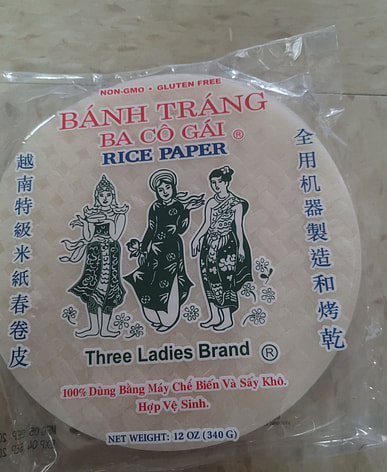 NON-GMO • GLUTEN FREE
BÁNH TRÁNG
BA CÔ GÁI ®
RICE PAPER
越南特級米紙春卷皮
全用机器製造和烤乾
Three Ladies Brand ®
100% Dùng Bằng Máy Chế Biến Và Sấy Khô.
Hợp Vệ Sinh.
NET WEIGHT: 12 OZ (340 G)